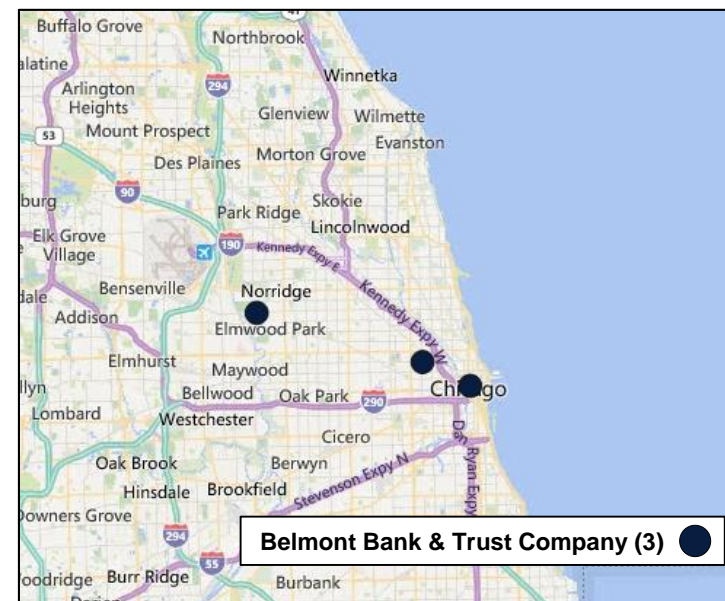 41
Buffalo Grove
Northbrook
alatine
Winnetka
294
Arlington
Heights
Glenview
Wilmette
53
Mount Prospect
Evanston
Des Plaines
Morton Grove
90
burg
Skokie
Park Ridge
Lincolnwood
Elk Grove
Village
190
Kennedy Expy E
Bensenville
Norridge
Kennedy Expy W
dale
Addison
Elmwood Park
Elmhurst
Maywood
Chicago
llyn
Bellwood
Oak Park
290
Lombard
Westchester
Cicero
Dan Ryan Expy
Oak Brook
Berwyn
Stevenson Expy N
Hinsdale
Brookfield
Downers Grove
294
Belmont Bank & Trust Company (3)
55
oodridge
Burr Ridge
Burbank